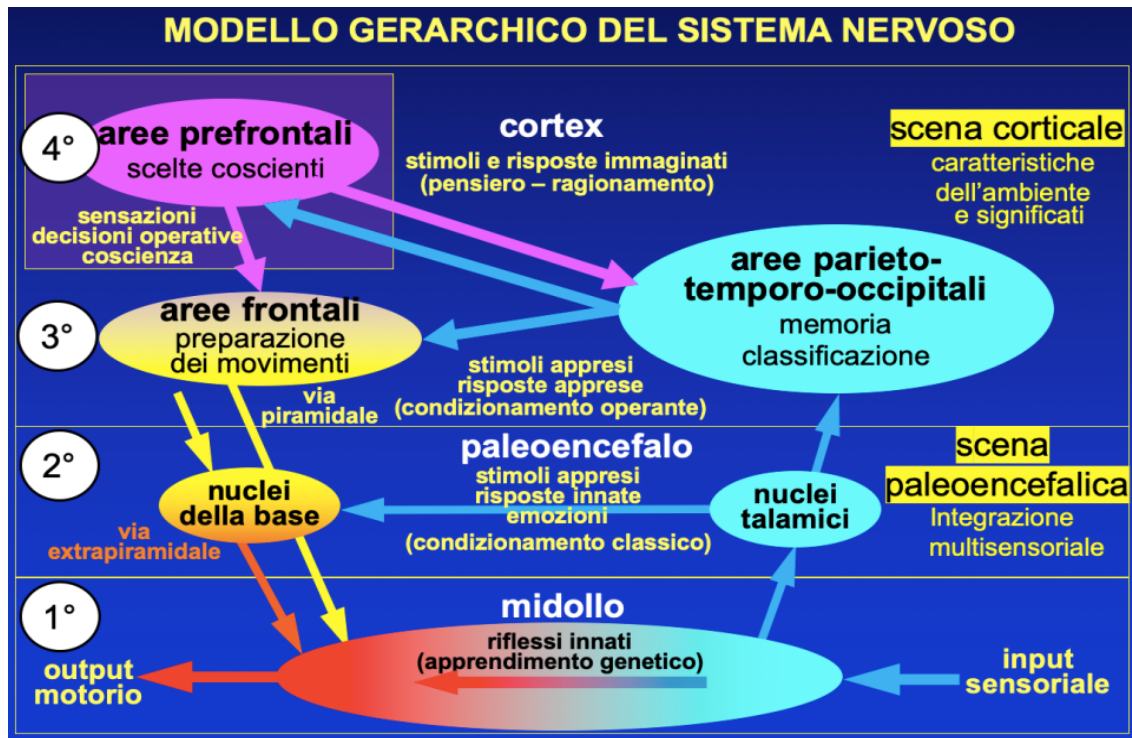 MODELLO GERARCHICO DEL SISTEMA NERVOSO
4°
aree prefrontali
scelte coscienti
sensazioni
decisioni operative
coscienza
cortex
stimoli e risposte immaginati
(pensiero – ragionamento)
scena corticale
caratteristiche
dell'ambiente
e significati
3°
aree frontali
preparazione
dei movimenti
via
piramidale
aree parieto-
temporo-occipitali
memoria
classificazione
stimoli appresi
risposte apprese
(condizionamento operante)
2°
nuclei
della base
via
extrapiramidale
paleoencefalo
stimoli appresi
risposte innate
emozioni
(condizionamento classico)
nuclei
talamici
scena
paleoencefalica
Integrazione
multisensoriale
1°
midollo
riflessi innati
(apprendimento genetico)
output
motorio
input
sensoriale